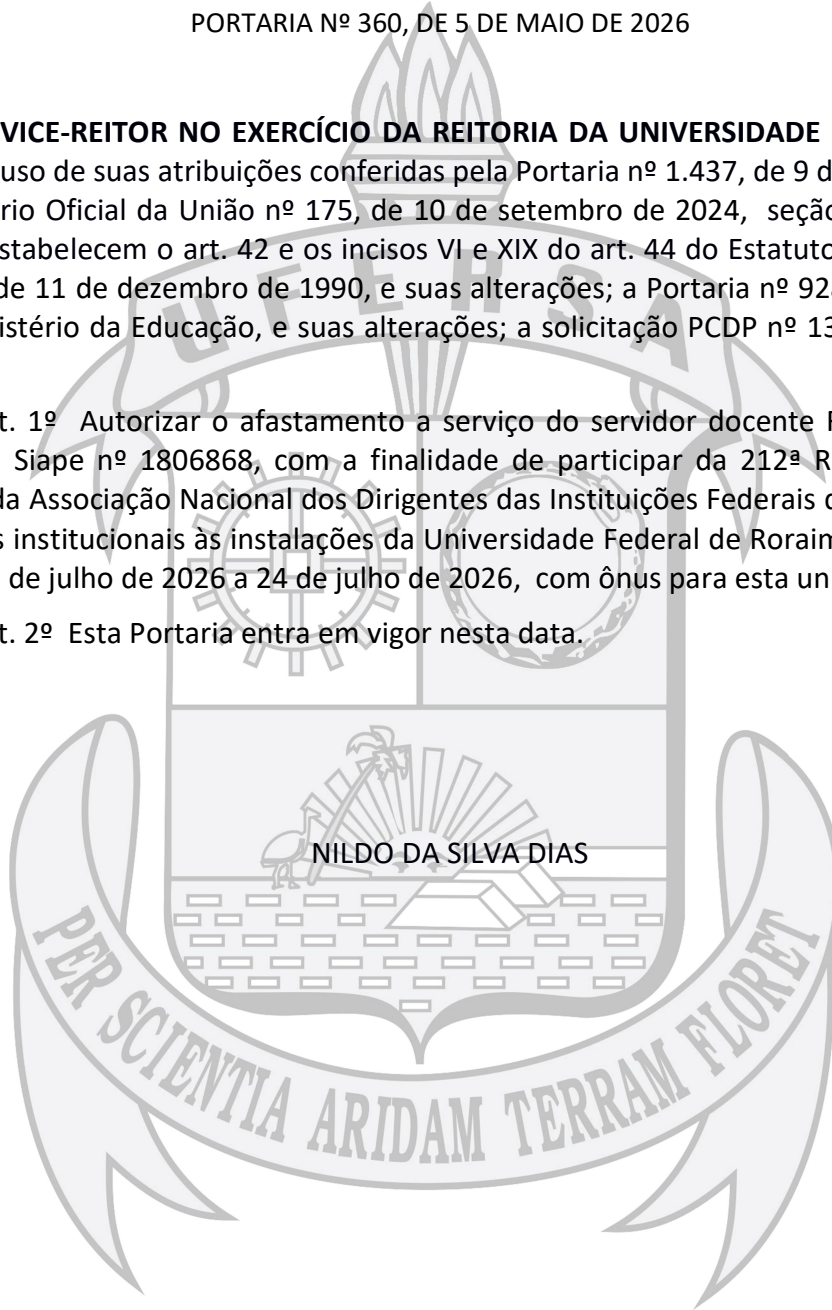 PORTARIA Nº 360, DE 5 DE MAIO DE 2026
VICE-REITOR NO EXERCÍCIO DA REITORIA DA UNIVERSIDADE
uso de suas atribuições conferidas pela Portaria nº 1.437, de 9 d
rio Oficial da União nº 175, de 10 de setembro de 2024, seção
stabelecem o art. 42 e os incisos VI e XIX do art. 44 do Estatuto
de 11 de dezembro de 1990, e suas alterações; a Portaria nº 92
istério da Educação, e suas alterações; a solicitação PCDP nº 13
t. 1º Autorizar o afastamento a serviço do servidor docente
Siape nº 1806868, com a finalidade de participar da 212ª R
da Associação Nacional dos Dirigentes das Instituições Federais
s institucionais às instalações da Universidade Federal de Roraim
de julho de 2026 a 24 de julho de 2026, com ônus para esta un
t. 2º Esta Portaria entra em vigor nesta data.
NILDO DA SILVA DIAS
UFERSA
PER SCIENTIA ARIDAM TERRAM FLORET